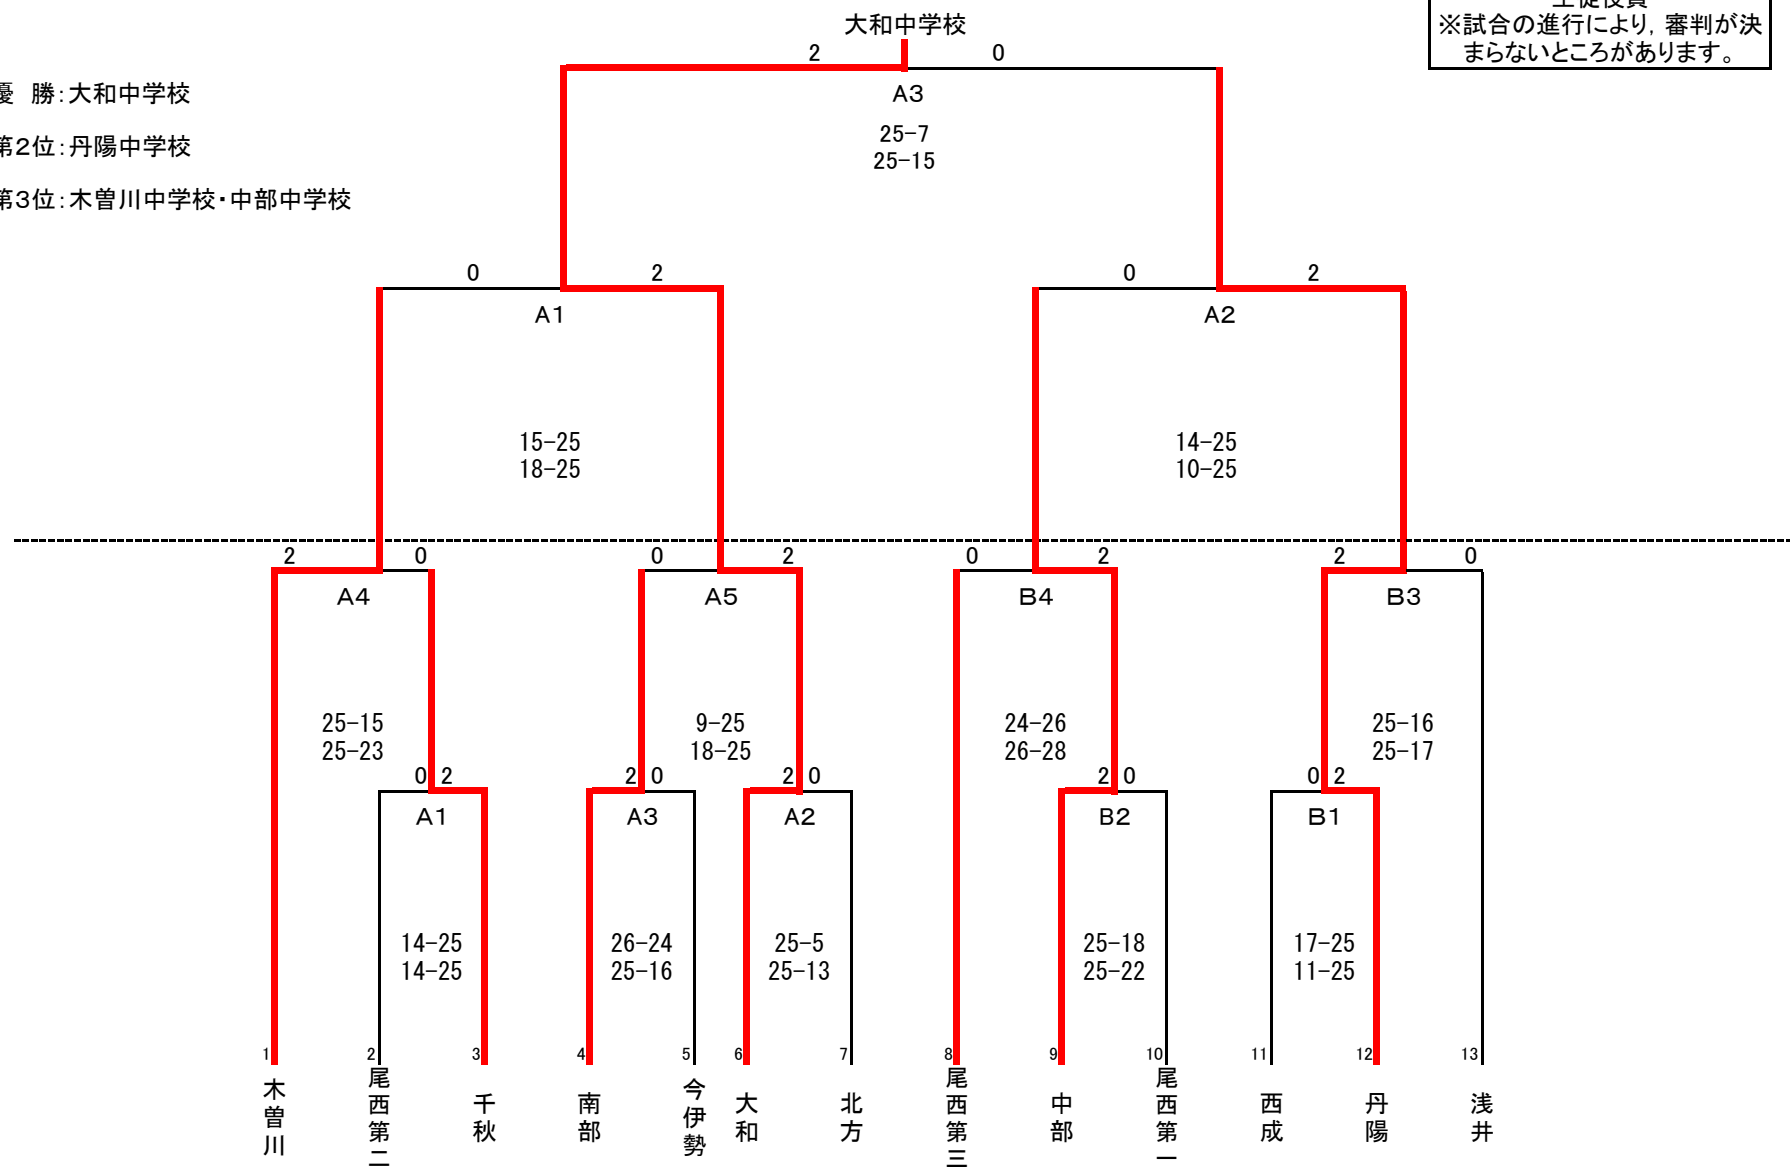 大和中学校
※試合の進行により，審判が決
まらないところがあります。
2 0
A3
優 勝：大和中学校
25-7
25-15
第2位：丹陽中学校
第3位：木曽川中学校・中部中学校
0 2 0 2
A1 A2
15-25 14-25
18-25 10-25
2 0 0 2 0 2 2 0
A4 A5 B4 B3
25-15 9-25 24-26 25-16
25-23 18-25 26-28 25-17
0 2 2 0 2 0 2 0 0 2
A1 A3 A2 B2 B1
14-25 26-24 25-5 25-18 17-25
14-25 25-16 25-13 25-22 11-25
1 2 3 4 5 6 7 8 9 10 11 12 13
木曽川
尾西第二
千秋
南部
今伊勢
大和
北方
尾西第三
中部
尾西第一
西成
丹陽
浅井